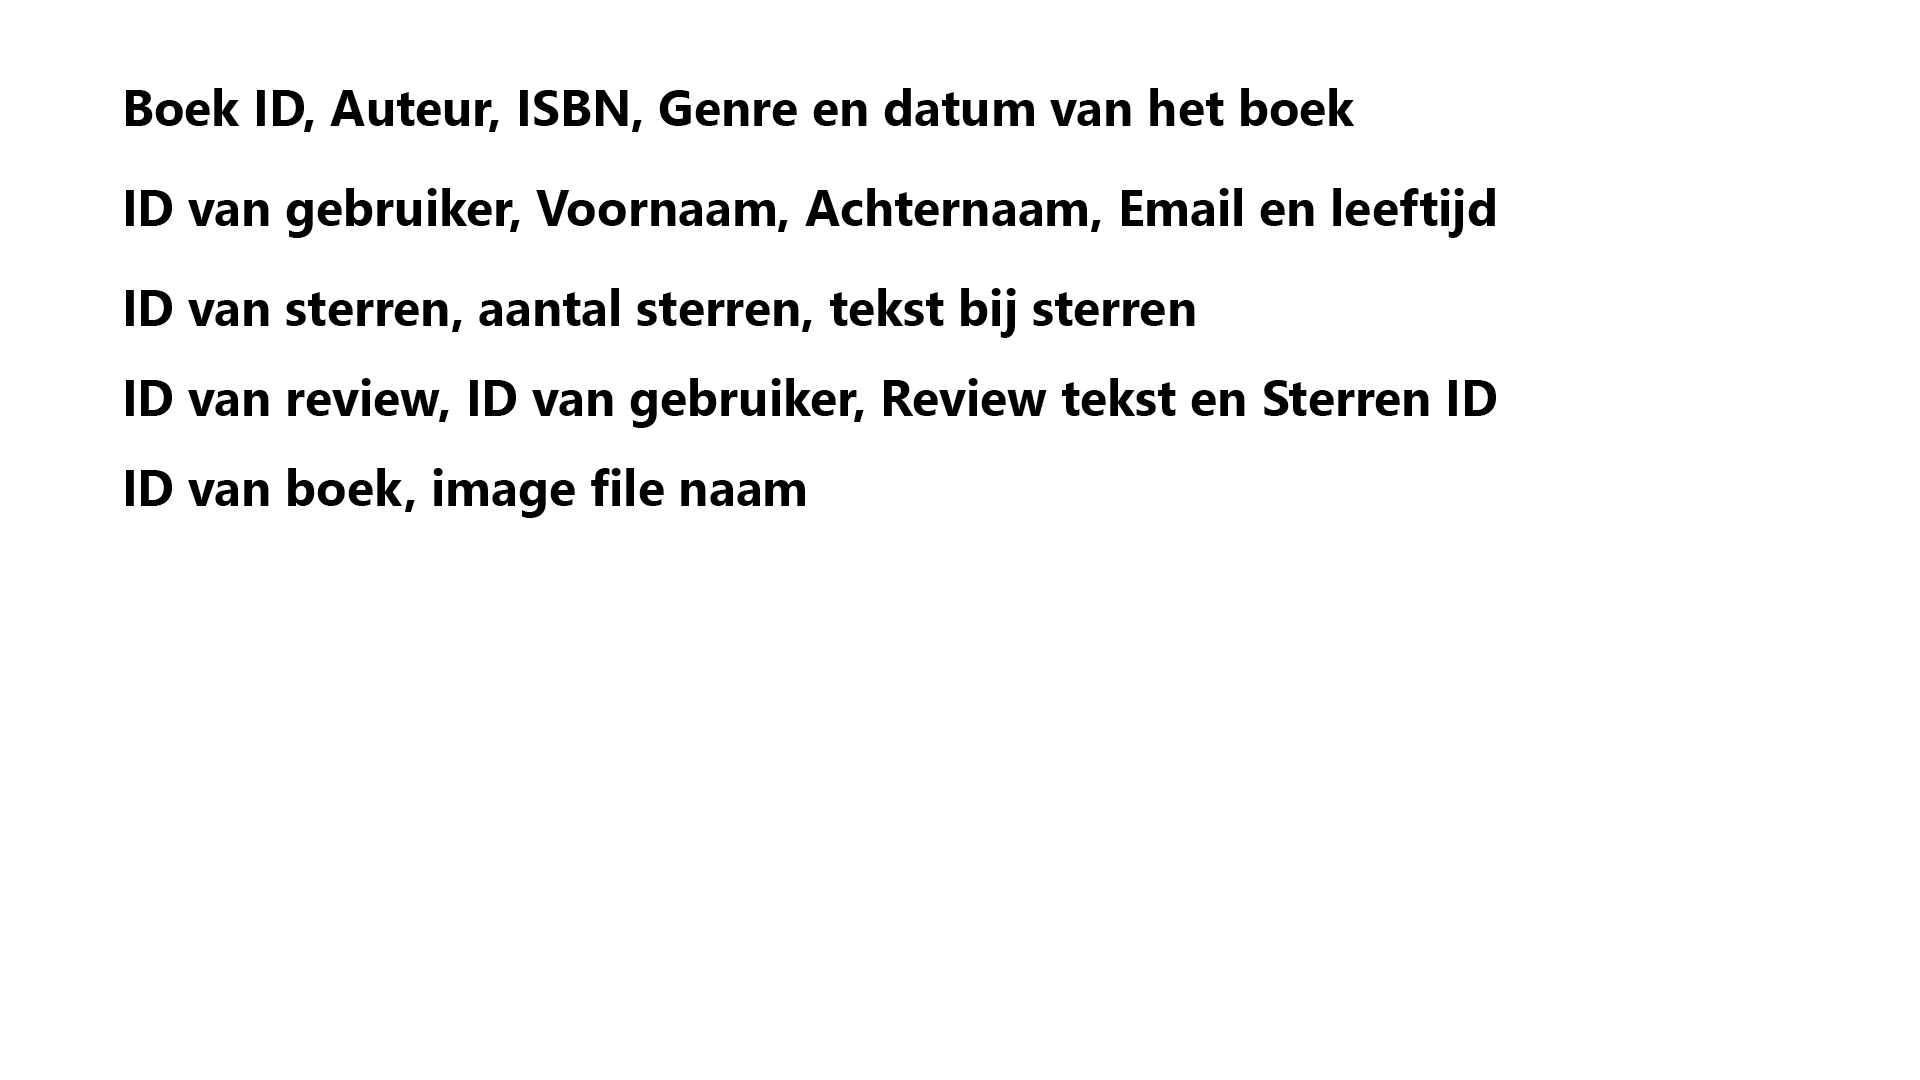 Boek ID, Auteur, ISBN, Genre en datum van het boek
ID van gebruiker, Voornaam, Achternaam, Email en leeftijd
ID van sterren, aantal sterren, tekst bij sterren
ID van review, ID van gebruiker, Review tekst en Sterren ID
ID van boek, image file naam